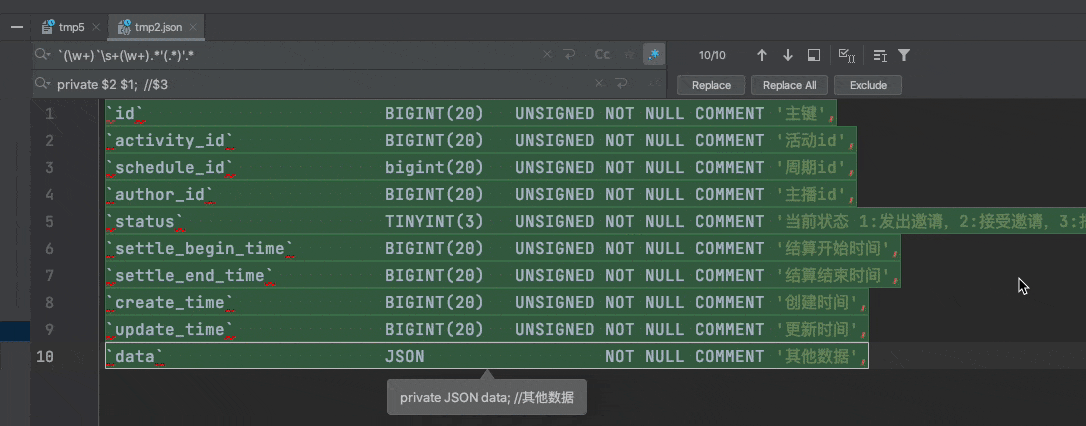 tmp5 tmp2.json
`(\w+)`\s+(\w+).*'(.*)'.* Cc .* 10/10
private $2 $1; //$3 Replace Replace All Exclude
1 `id` BIGINT(20) UNSIGNED NOT NULL COMMENT '主键',
2 `activity_id` BIGINT(20) UNSIGNED NOT NULL COMMENT '活动id',
3 `schedule_id` bigint(20) UNSIGNED NOT NULL COMMENT '周期id',
4 `author_id` BIGINT(20) UNSIGNED NOT NULL COMMENT '主播id',
5 `status` TINYINT(3) UNSIGNED NOT NULL COMMENT '当前状态 1:发出邀请，2:接受邀请，3:
6 `settle_begin_time` BIGINT(20) UNSIGNED NOT NULL COMMENT '结算开始时间',
7 `settle_end_time` BIGINT(20) UNSIGNED NOT NULL COMMENT '结算结束时间',
8 `create_time` BIGINT(20) UNSIGNED NOT NULL COMMENT '创建时间',
9 `update_time` BIGINT(20) UNSIGNED NOT NULL COMMENT '更新时间',
10 `data` JSON NOT NULL COMMENT '其他数据',
private JSON data; //其他数据